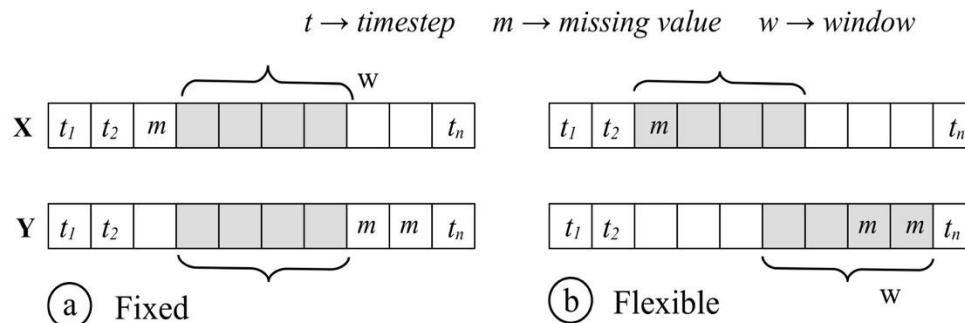 t → timestep m → missing value w → window
w
X t1 t2 m tn m tn
t1 t2
Y t1 t2 m m tn t1 t2 m m tn
w
a Fixed b Flexible